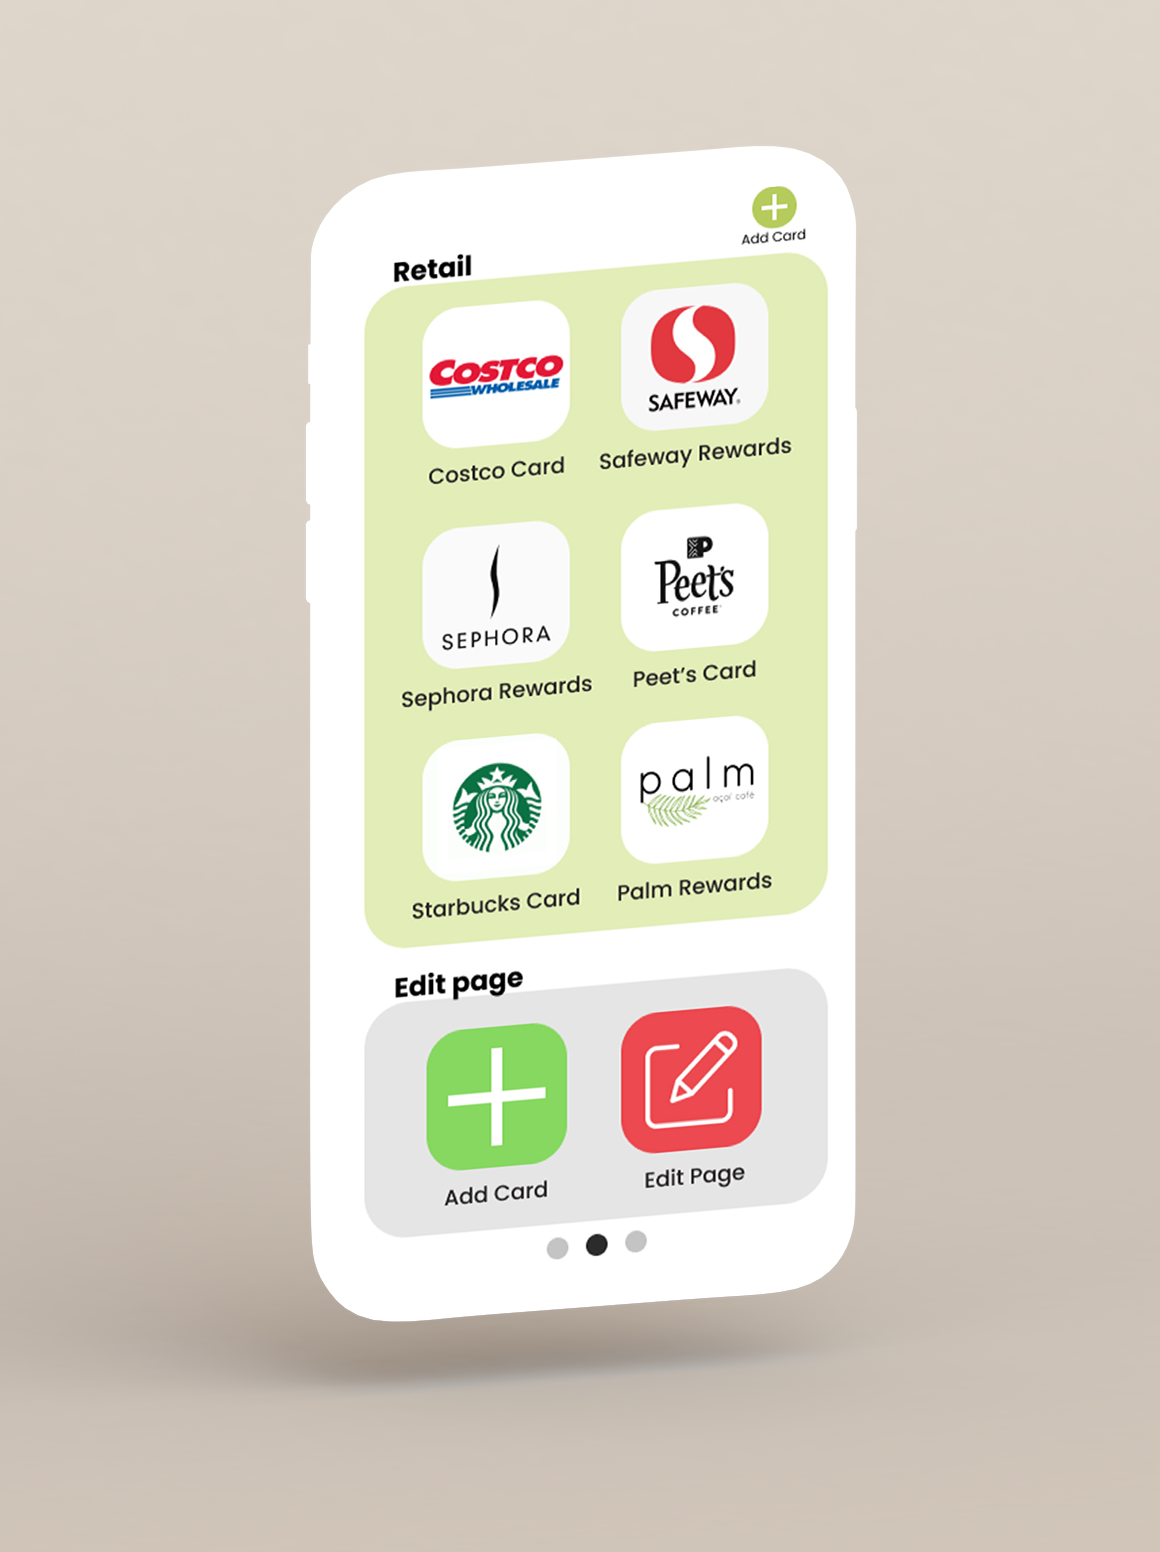 Add Card
Retail
COSTCO
WHOLESALE
SAFEWAY
Costco Card
Safeway Rewards
SEPHORA
P
Peet's
COFFEE
Sephora Rewards
Peet’s Card
palm
açaí café
Starbucks Card
Palm Rewards
Edit page
Add Card
Edit Page